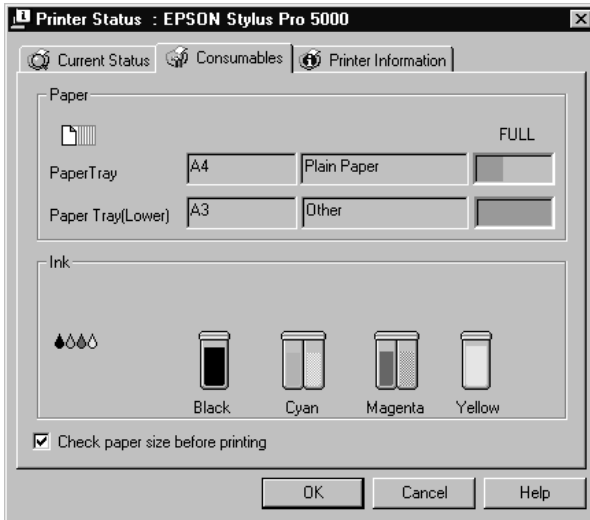 Printer Status : EPSON Stylus Pro 5000
Current Status Consumables Printer Information
Paper
FULL
PaperTray A4 Plain Paper
Paper Tray(Lower) A3 Other
Ink
Black Cyan Magenta Yellow
Check paper size before printing
OK Cancel Help